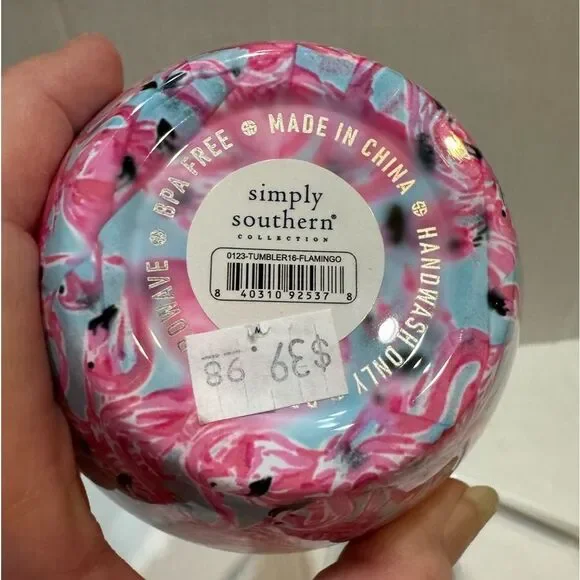 BPA FREE
MADE IN CHINA
HANDWASH ONLY
simply
southern®
COLLECTION
0123-TUMBLER16-FLAMINGO
8 40310 92537 8
$39.98